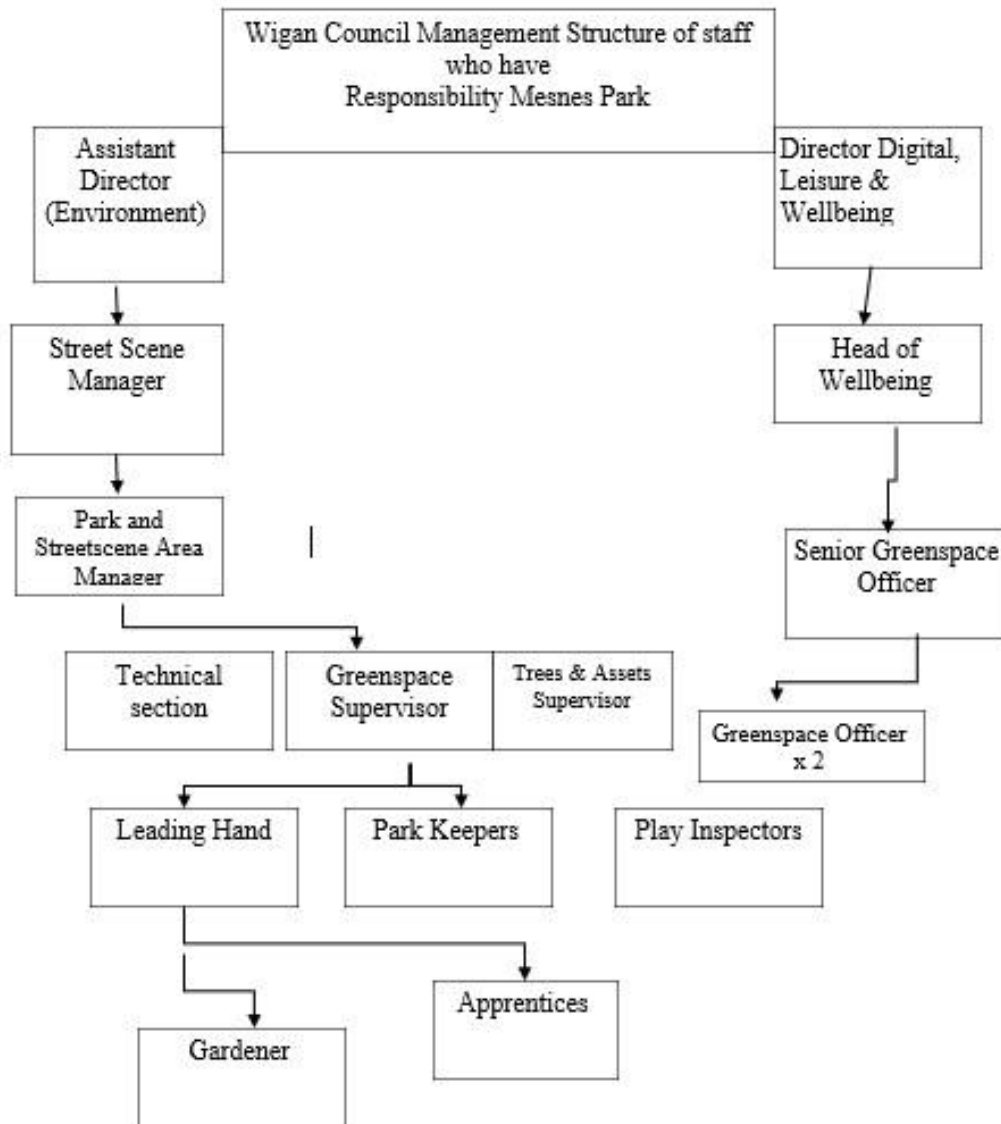 Wigan Council Management Structure of staff
who have
Responsibility Mesnes Park
Assistant
Director
(Environment)
Director Digital,
Leisure &
Wellbeing
Street Scene
Manager
Head of
Wellbeing
Park and
Streetscene Area
Manager
Senior Greenspace
Officer
Technical
section
Greenspace
Supervisor
Trees & Assets
Supervisor
Greenspace Officer
x 2
Leading Hand
Park Keepers
Play Inspectors
Apprentices
Gardener